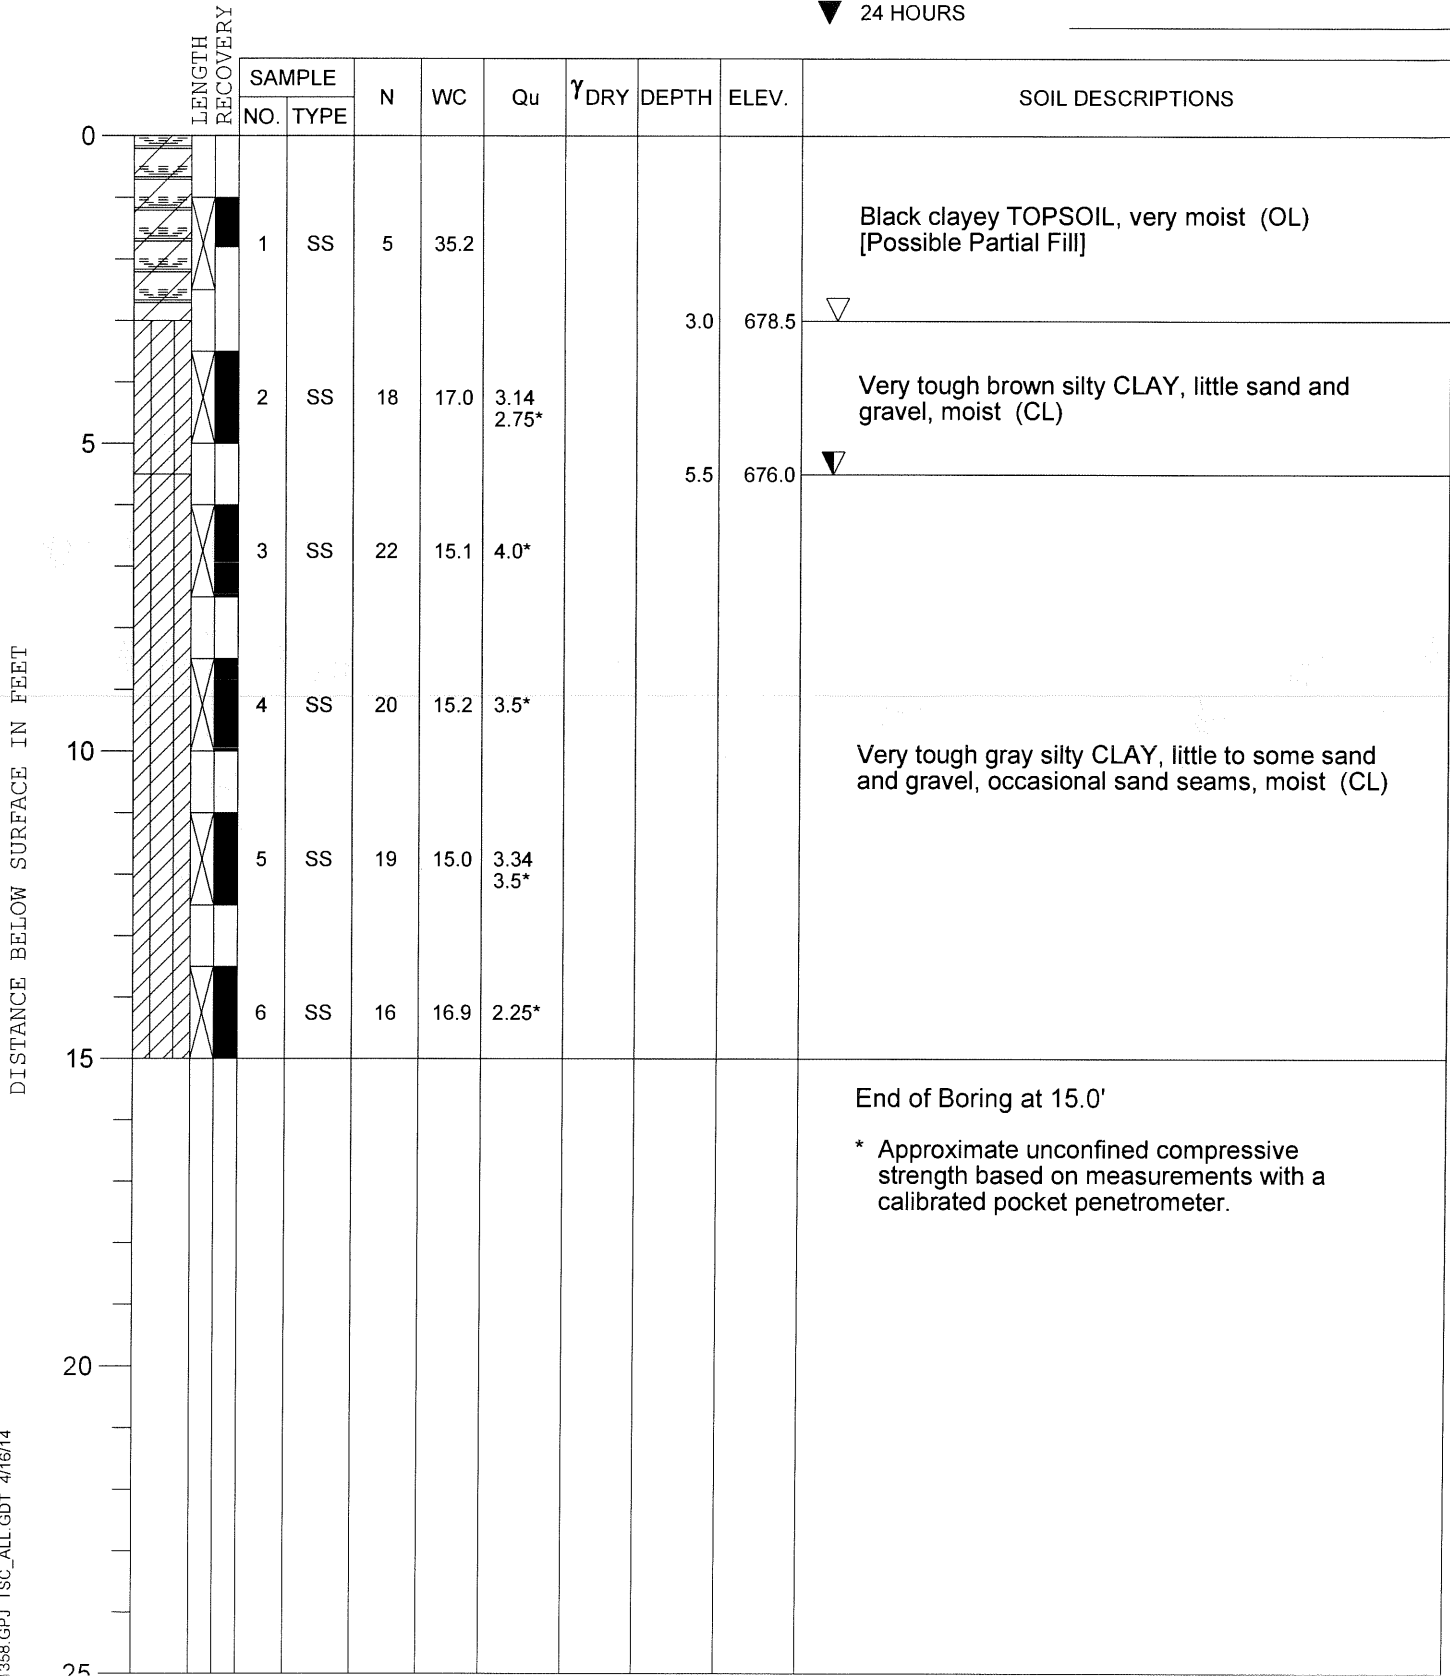 ▼ 24 HOURS
LENGTH
RECOVERY
SAMPLE
NO. TYPE N WC Qu γDRY DEPTH ELEV. SOIL DESCRIPTIONS
0
Black clayey TOPSOIL, very moist (OL)
[Possible Partial Fill]
1 SS 5 35.2
3.0 678.5
Very tough brown silty CLAY, little sand and
gravel, moist (CL)
2 SS 18 17.0 3.14
2.75*
5
5.5 676.0
3 SS 22 15.1 4.0*
4 SS 20 15.2 3.5*
10
Very tough gray silty CLAY, little to some sand
and gravel, occasional sand seams, moist (CL)
5 SS 19 15.0 3.34
3.5*
6 SS 16 16.9 2.25*
15
End of Boring at 15.0'
* Approximate unconfined compressive
strength based on measurements with a
calibrated pocket penetrometer.
20
25
DISTANCE BELOW SURFACE IN FEET
1358.GPJ TSC_ALL.GDT 4/16/14